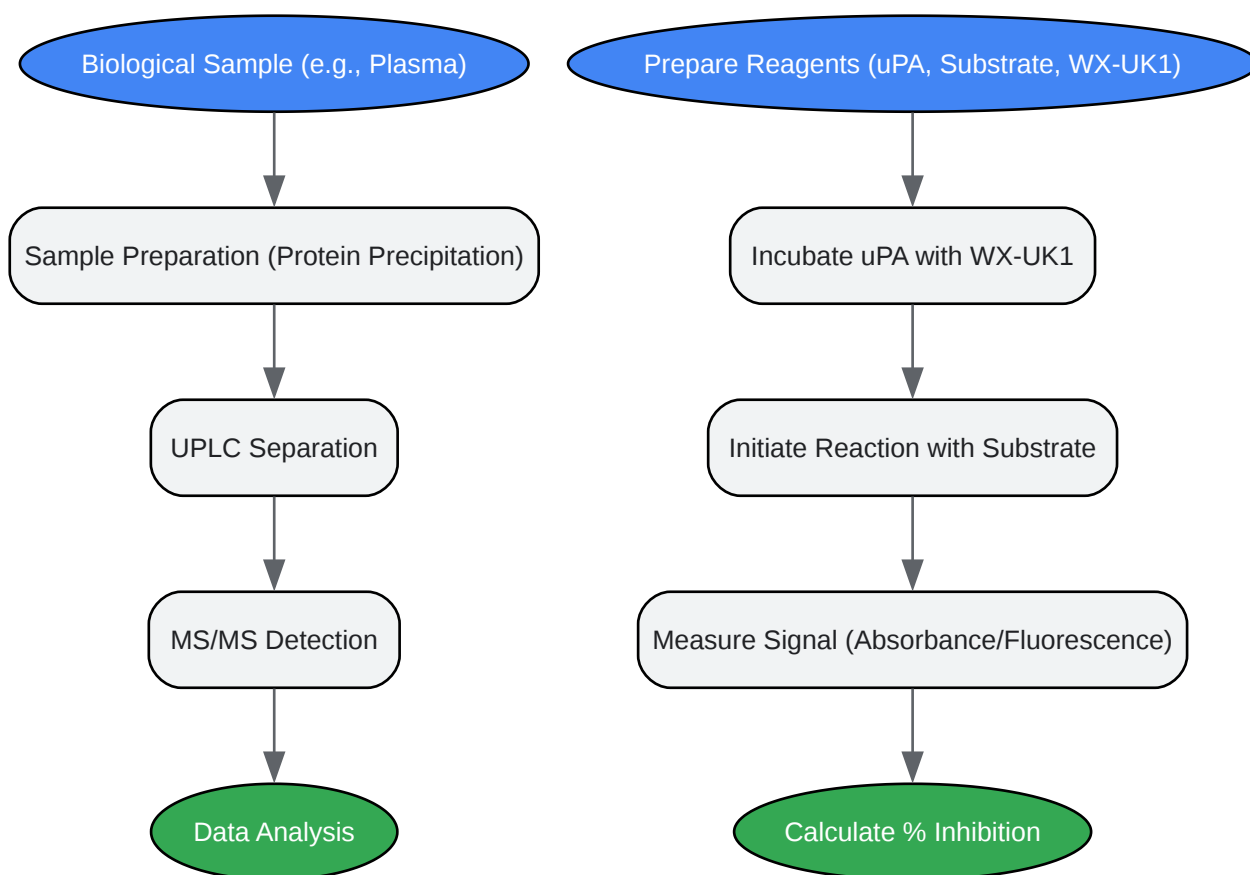 Biological Sample (e.g., Plasma)
Sample Preparation (Protein Precipitation)
UPLC Separation
MS/MS Detection
Data Analysis
Prepare Reagents (uPA, Substrate, WX-UK1)
Incubate uPA with WX-UK1
Initiate Reaction with Substrate
Measure Signal (Absorbance/Fluorescence)
Calculate % Inhibition